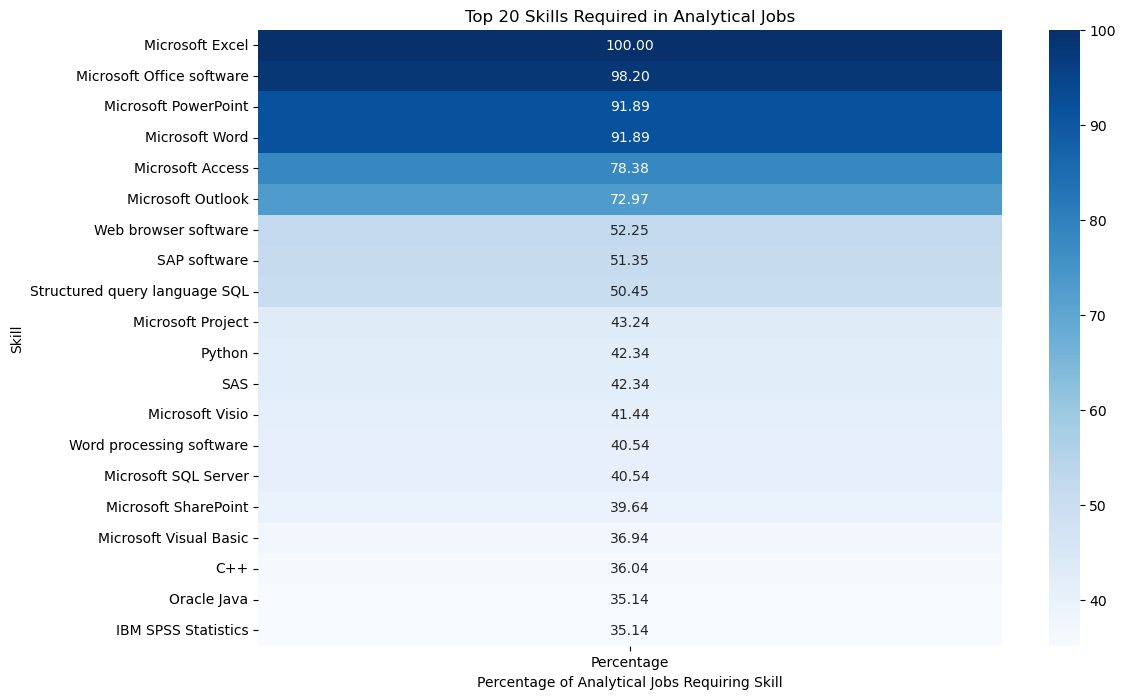 Top 20 Skills Required in Analytical Jobs
Microsoft Excel 100.00
Microsoft Office software 98.20
Microsoft PowerPoint 91.89
Microsoft Word 91.89
Microsoft Access 78.38
Microsoft Outlook 72.97
Web browser software 52.25
SAP software 51.35
Structured query language SQL 50.45
Microsoft Project 43.24
Python 42.34
SAS 42.34
Microsoft Visio 41.44
Word processing software 40.54
Microsoft SQL Server 40.54
Microsoft SharePoint 39.64
Microsoft Visual Basic 36.94
C++ 36.04
Oracle Java 35.14
IBM SPSS Statistics 35.14
Skill
Percentage
Percentage of Analytical Jobs Requiring Skill
100
90
80
70
60
50
40